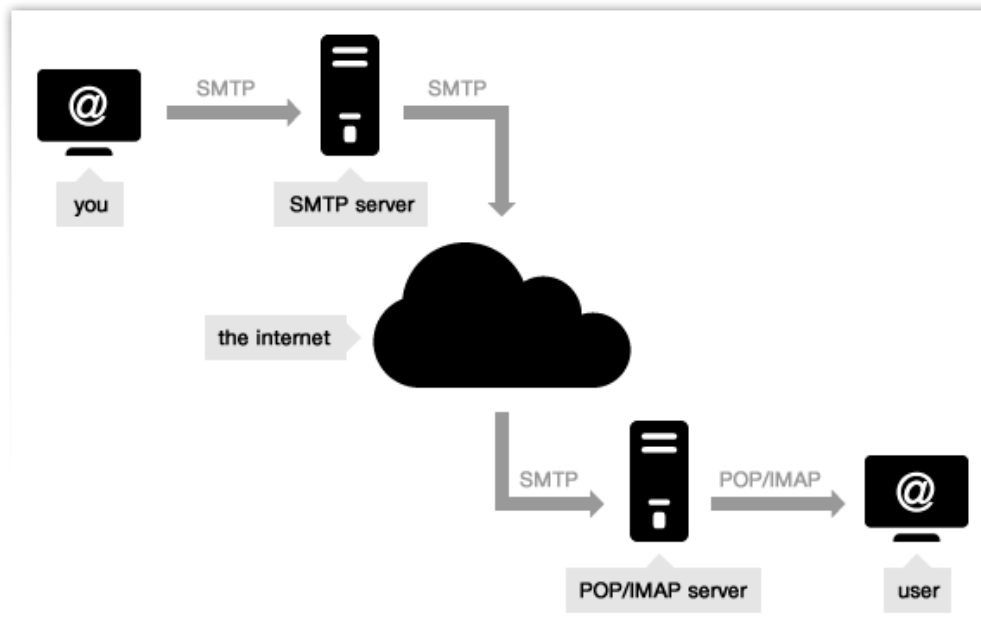 @
SMTP
SMTP
you
SMTP server
the internet
SMTP
POP/IMAP
@
POP/IMAP server
user